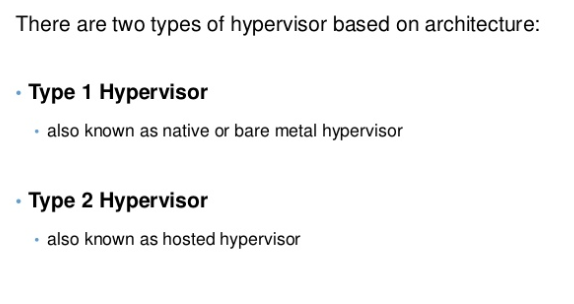 There are two types of hypervisor based on architecture:
• Type 1 Hypervisor
• also known as native or bare metal hypervisor
• Type 2 Hypervisor
• also known as hosted hypervisor